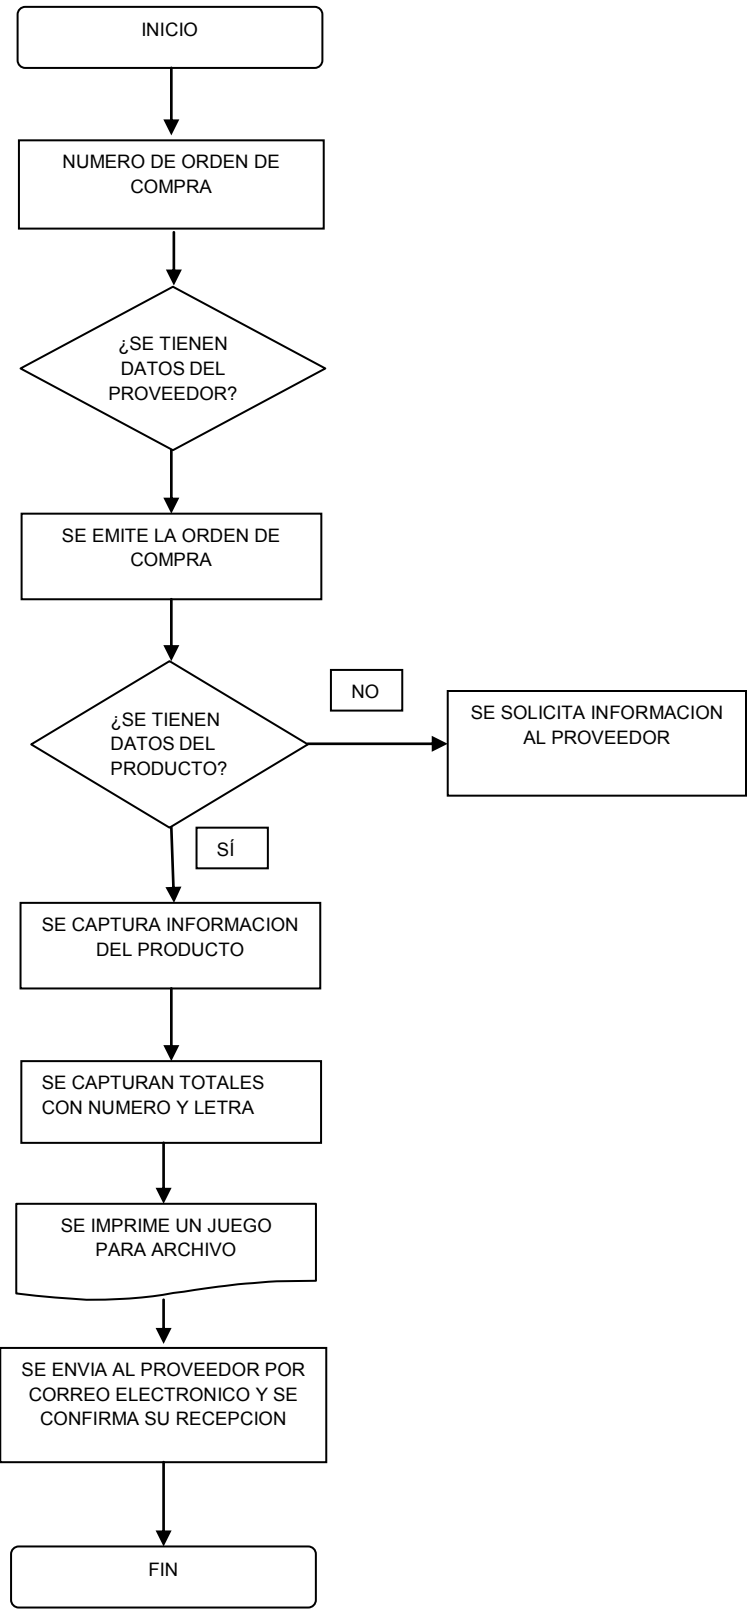 INICIO
NUMERO DE ORDEN DE
COMPRA
¿SE TIENEN
DATOS DEL
PROVEEDOR?
SE EMITE LA ORDEN DE
COMPRA
NO
¿SE TIENEN
DATOS DEL
PRODUCTO?
SE SOLICITA INFORMACION
AL PROVEEDOR
SÍ
SE CAPTURA INFORMACION
DEL PRODUCTO
SE CAPTURAN TOTALES
CON NUMERO Y LETRA
SE IMPRIME UN JUEGO
PARA ARCHIVO
SE ENVIA AL PROVEEDOR POR
CORREO ELECTRONICO Y SE
CONFIRMA SU RECEPCION
FIN